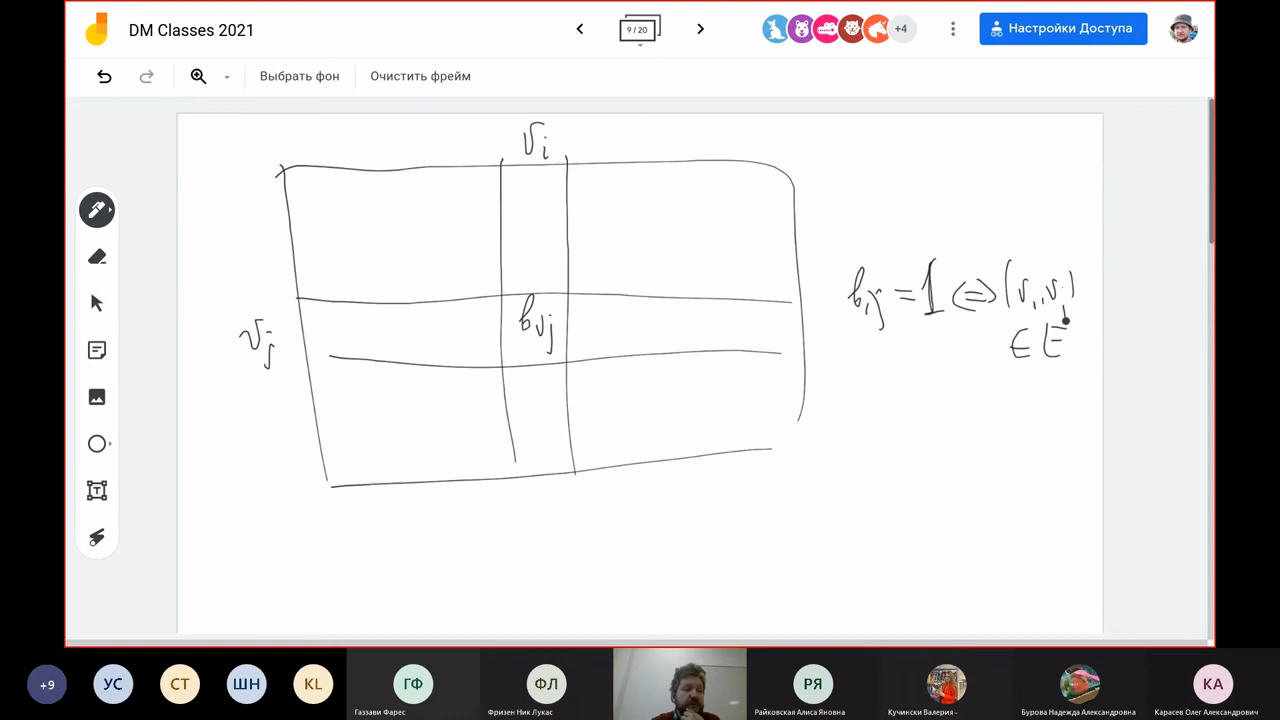 DM Classes 2021
9 / 20
+4
Настройки Доступа
Выбрать фон
Очистить фрейм
v_i
v_j
b_ij
b_ij = 1 ⇔ (v_i, v_j)
∈ E
+9
УС
СТ
ШН
KL
ГФ
Газзави Фарес
ФЛ
Фризен Ник Лукас
РЯ
Райковская Алиса Яновна
Кучински Валерия -
Бурова Надежда Александровна
КА
Карасев Олег Александрович